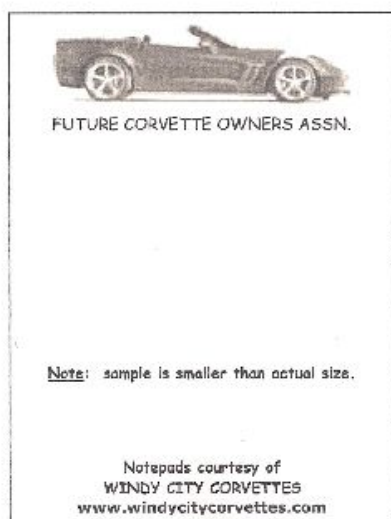 FUTURE CORVETTE OWNERS ASSN.
Note: sample is smaller than actual size.
Notepads courtesy of
WINDY CITY CORVETTES
www.windycitycorvettes.com